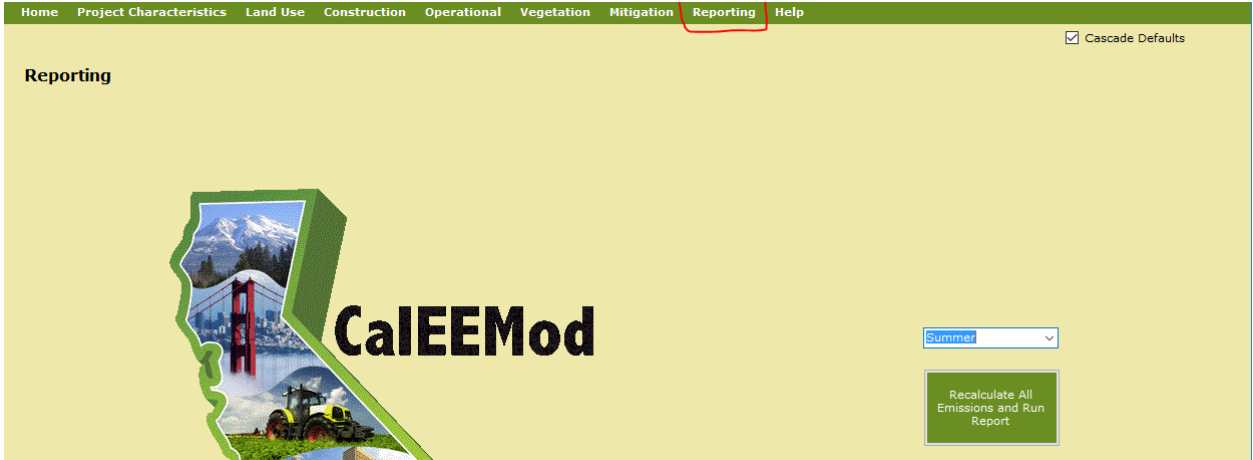 Home Project Characteristics Land Use Construction Operational Vegetation Mitigation Reporting Help
Cascade Defaults
Reporting
CalEEMod
Summer
Recalculate All
Emissions and Run
Report